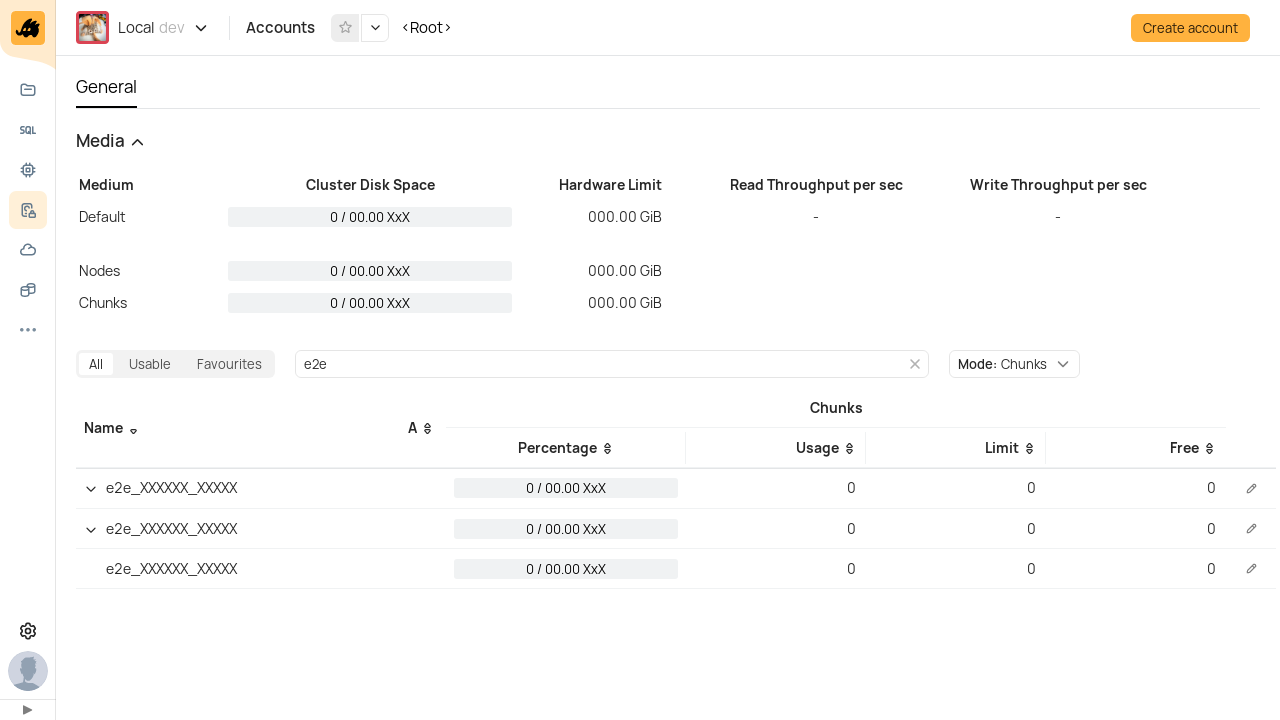 Local dev
Accounts
<Root>
Create account
SQL
General
Media
Medium Cluster Disk Space Hardware Limit Read Throughput per sec Write Throughput per sec
Default 0 / 00.00 XxX 000.00 GiB - -
Nodes 0 / 00.00 XxX 000.00 GiB
Chunks 0 / 00.00 XxX 000.00 GiB
All Usable Favourites e2e Mode: Chunks
Chunks
Name A
Percentage Usage Limit Free
e2e_XXXXXX_XXXXX 0 / 00.00 XxX 0 0 0
e2e_XXXXXX_XXXXX 0 / 00.00 XxX 0 0 0
e2e_XXXXXX_XXXXX 0 / 00.00 XxX 0 0 0